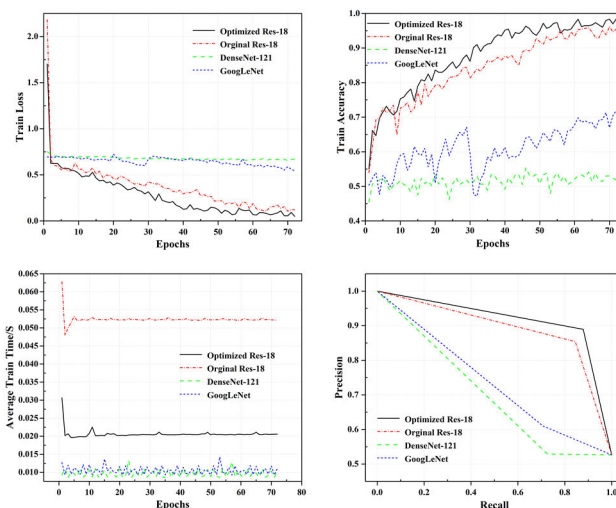 Optimized Res-18
Orginal Res-18
DenseNet-121
GoogLeNet
Train Loss
2.0
1.5
1.0
0.5
0.0
0 10 20 30 40 50 60 70
Epochs
Optimized Res-18
Orginal Res-18
DenseNet-121
GoogLeNet
Train Accuracy
1.0
0.9
0.8
0.7
0.6
0.5
0.4
0 10 20 30 40 50 60 70
Epochs
Average Train Time/S
0.065
0.060
0.055
0.050
0.045
0.040
0.035
0.030
0.025
0.020
0.015
0.010
Optimized Res-18
Orginal Res-18
DenseNet-121
GoogLeNet
0 10 20 30 40 50 60 70 80
Epochs
Precision
1.0
0.9
0.8
0.7
0.6
0.5
Optimized Res-18
Orginal Res-18
DenseNet-121
GoogLeNet
0.0 0.2 0.4 0.6 0.8 1.0
Recall